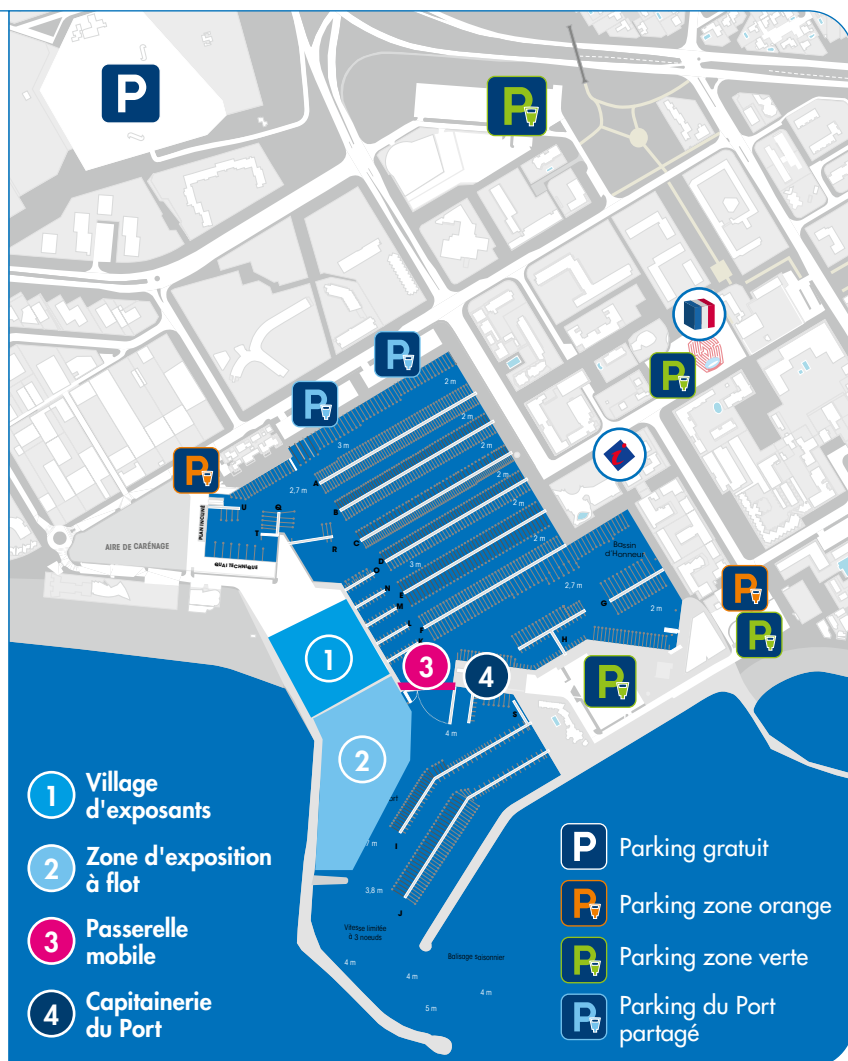 P
P
P
P
P
2 m
3 m
2 m
A
2 m
P
2,7 m
B
2 m
U
Q
C
2 m
PLAN INCLINÉ
T
R
D
2 m
AIRE DE CARÉNAGE
3 m
Bassin
d'Honneur
QUAI TECHNIQUE
O
N
E
2,7 m
M
G
P
2 m
L
F
H
P
K
1
3
4
P
S
4 m
2
I
3,8 m
J
Vitesse limitée
à 3 noeuds
Balisage saisonnier
4 m
4 m
4 m
5 m
1 Village
d'exposants
2 Zone d'exposition
à flot
3 Passerelle
mobile
4 Capitainerie
du Port
P Parking gratuit
P Parking zone orange
P Parking zone verte
P Parking du Port
partagé